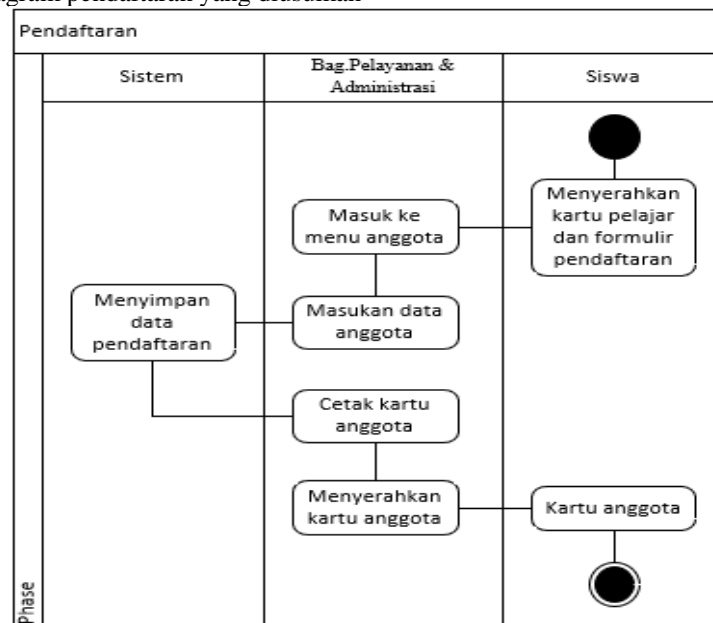 Pendaftaran
Sistem
Bag.Pelayanan &
Administrasi
Siswa
Menyerahkan
kartu pelajar
dan formulir
pendaftaran
Masuk ke
menu anggota
Masukan data
anggota
Menyimpan
data
pendaftaran
Cetak kartu
anggota
Menyerahkan
kartu anggota
Kartu anggota
Phase